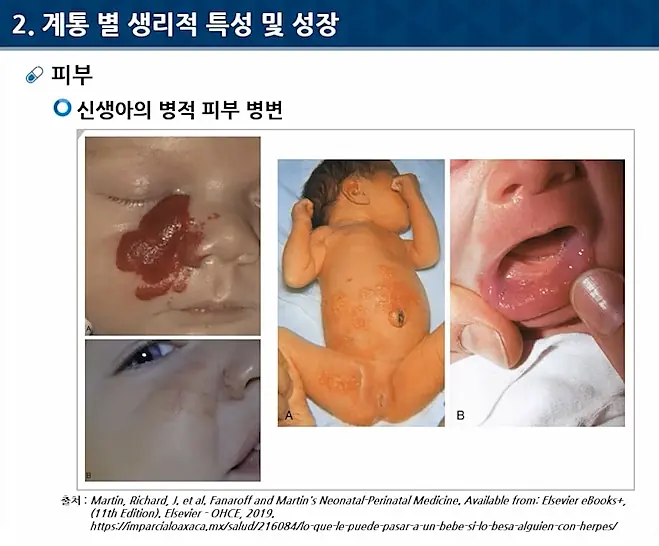 2. 계통 별 생리적 특성 및 성장
피부
신생아의 병적 피부 병변
A
B
A
B
출처 : Martin, Richard, J, et al, Fanaroff and Martin's Neonatal-Perinatal Medicine. Available from: Elsevier eBooks+,
(11th Edition). Elsevier - OHCE, 2019.
https://imparcialoaxaca.mx/salud/216084/lo-que-le-puede-pasar-a-un-bebe-si-lo-besa-alguien-con-herpes/